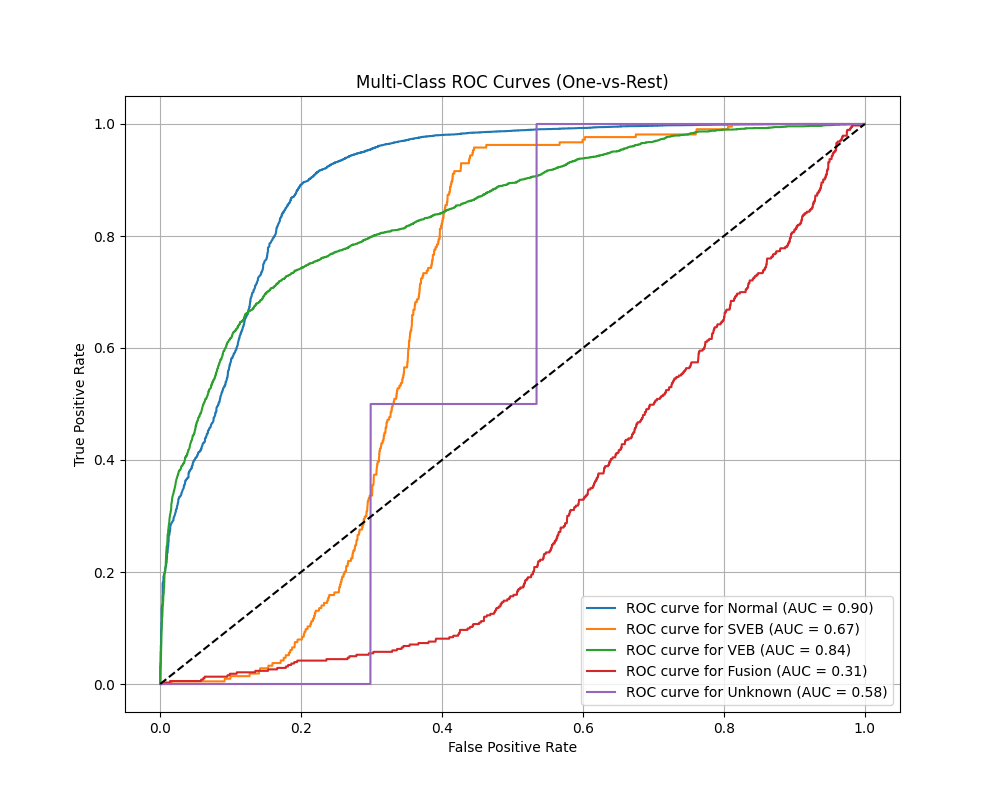 Multi-Class ROC Curves (One-vs-Rest)
True Positive Rate
1.0
0.8
0.6
0.4
0.2
0.0
0.0 0.2 0.4 0.6 0.8 1.0
False Positive Rate
ROC curve for Normal (AUC = 0.90)
ROC curve for SVEB (AUC = 0.67)
ROC curve for VEB (AUC = 0.84)
ROC curve for Fusion (AUC = 0.31)
ROC curve for Unknown (AUC = 0.58)